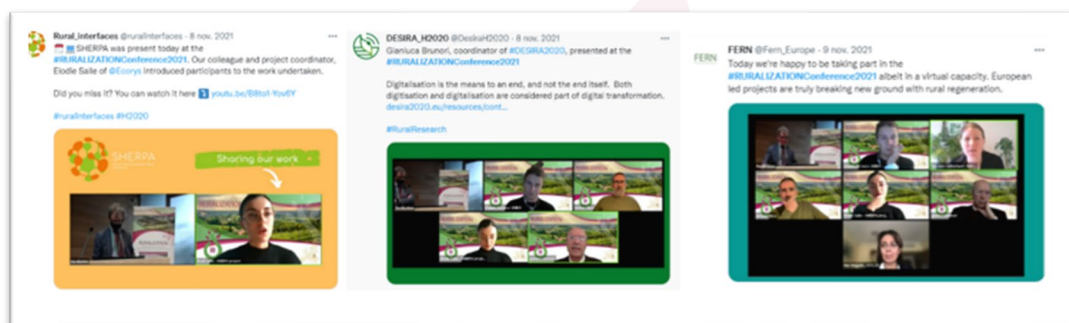 Rural_interfaces @ruralinterfaces · 8 nov. 2021
SHERPA was present today at the
#RURALIZATIONConference2021. Our colleague and project coordinator,
Elodie Salle of @Ecorys introduced participants to the work undertaken.
Did you miss it? You can watch it here
#ruralinterfaces #H2020
SHERPA
Sharing our work
DESIRA_H2020 @DesiraH2020 · 8 nov. 2021
Gianluca Brunori, coordinator of #DESIRA2020, presented at the
#RURALIZATIONConference2021
Digitalisation is the means to an end, and not the end itself. Both
digitisation and digitalisation are considered part of digital transformation.
desira2020.eu/resources/cont...
#RuralResearch
FERN
FERN @Fern_Europe · 9 nov. 2021
Today we're happy to be taking part in the
#RURALIZATIONConference2021 albeit in a virtual capacity. European
led projects are truly breaking new ground with rural regeneration.